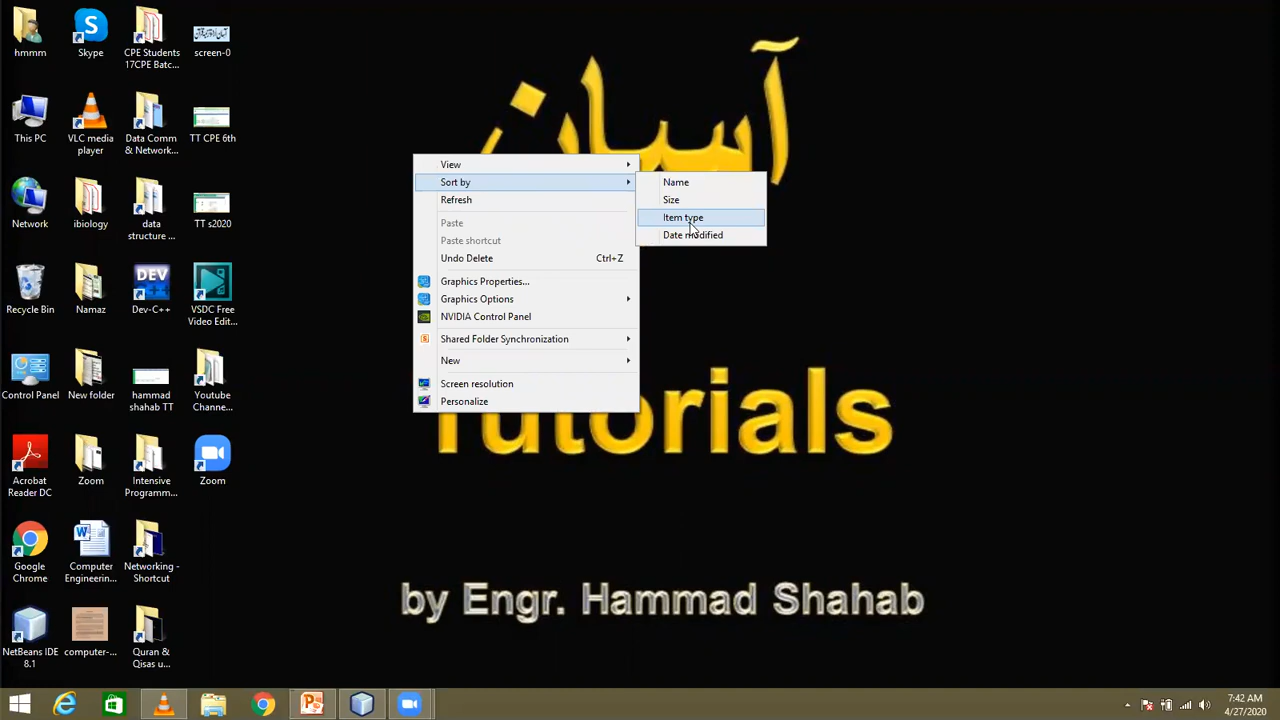 hmmm
Skype
CPE Students
17CPE Batc...
screen-0
This PC
VLC media
player
Data Comm
& Network...
TT CPE 6th
Network
ibiology
data
structure ...
TT s2020
Recycle Bin
Namaz
DEV
Dev-C++
VSDC Free
Video Edit...
Control Panel
New folder
hammad
shahab TT
Youtube
Channe...
Acrobat
Reader DC
Zoom
Intensive
Programm...
Zoom
Google
Chrome
Computer
Engineerin...
Networking -
Shortcut
NetBeans IDE
8.1
computer-...
Quran &
Qisas u...
آسان
View
Sort by
Refresh
Paste
Paste shortcut
Undo Delete Ctrl+Z
Graphics Properties...
Graphics Options
NVIDIA Control Panel
Shared Folder Synchronization
New
Screen resolution
Personalize
Name
Size
Item type
Date modified
Tutorials
by Engr. Hammad Shahab
7:42 AM
4/27/2020